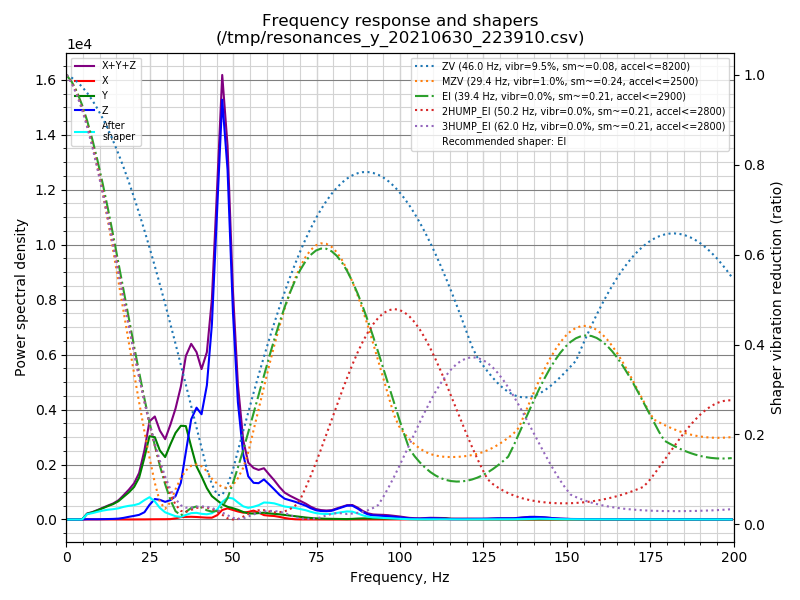 Frequency response and shapers
(/tmp/resonances_y_20210630_223910.csv)
1e4
X+Y+Z
X
Y
Z
After
shaper
ZV (46.0 Hz, vibr=9.5%, sm~=0.08, accel<=8200)
MZV (29.4 Hz, vibr=1.0%, sm~=0.24, accel<=2500)
EI (39.4 Hz, vibr=0.0%, sm~=0.21, accel<=2900)
2HUMP_EI (50.2 Hz, vibr=0.0%, sm~=0.21, accel<=2800)
3HUMP_EI (62.0 Hz, vibr=0.0%, sm~=0.21, accel<=2800)
Recommended shaper: EI
Power spectral density
1.6
1.4
1.2
1.0
0.8
0.6
0.4
0.2
0.0
1.0
0.8
0.6
0.4
0.2
0.0
Shaper vibration reduction (ratio)
0 25 50 75 100 125 150 175 200
Frequency, Hz